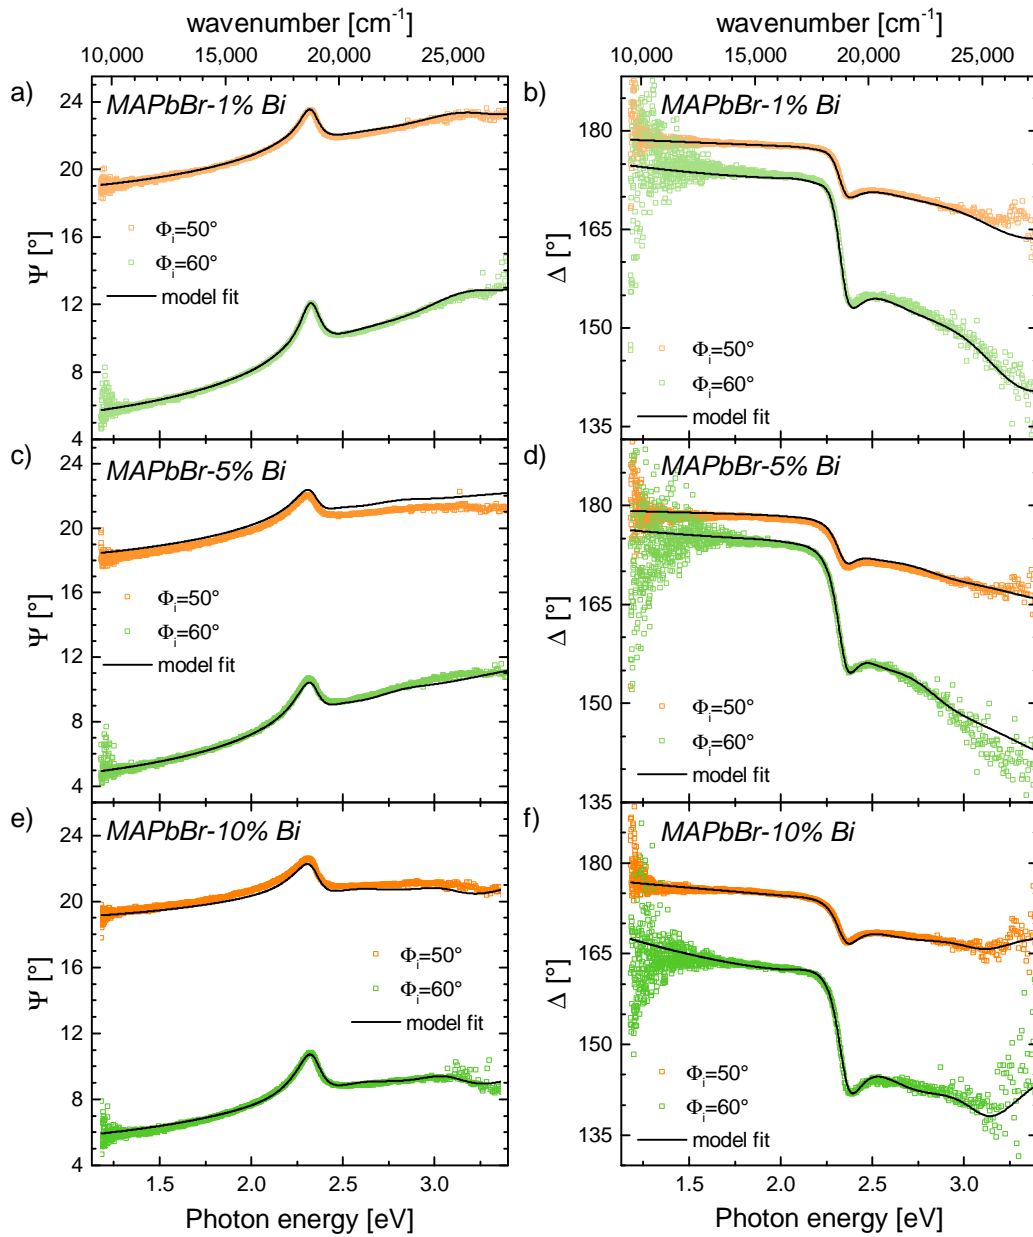 wavenumber [cm⁻¹]
wavenumber [cm⁻¹]
10,000 15,000 20,000 25,000
10,000 15,000 20,000 25,000
a) MAPbBr-1% Bi
24
20
16
12
8
4
Ψ [°]
Φᵢ=50°
Φᵢ=60°
model fit
b) MAPbBr-1% Bi
180
165
150
133
Δ [°]
Φᵢ=50°
Φᵢ=60°
model fit
c) MAPbBr-5% Bi
24
20
16
12
8
4
Ψ [°]
Φᵢ=50°
Φᵢ=60°
model fit
d) MAPbBr-5% Bi
180
165
150
135
Δ [°]
Φᵢ=50°
Φᵢ=60°
model fit
e) MAPbBr-10% Bi
24
20
16
12
8
4
Ψ [°]
Φᵢ=50°
Φᵢ=60°
model fit
f) MAPbBr-10% Bi
180
165
150
135
Δ [°]
Φᵢ=50°
Φᵢ=60°
model fit
1.5 2.0 2.5 3.0
1.5 2.0 2.5 3.0
Photon energy [eV]
Photon energy [eV]